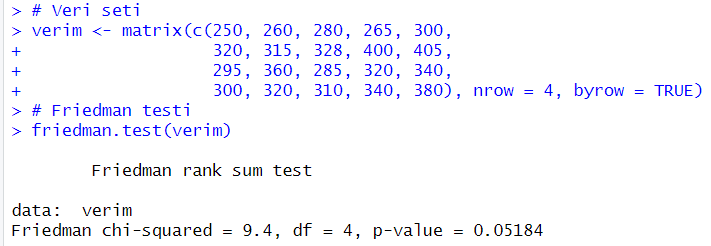 > # Veri seti
> verim <- matrix(c(250, 260, 280, 265, 300,
+                   320, 315, 328, 400, 405,
+                   295, 360, 285, 320, 340,
+                   300, 320, 310, 340, 380), nrow = 4, byrow = TRUE)
> # Friedman testi
> friedman.test(verim)

        Friedman rank sum test

data:  verim
Friedman chi-squared = 9.4, df = 4, p-value = 0.05184